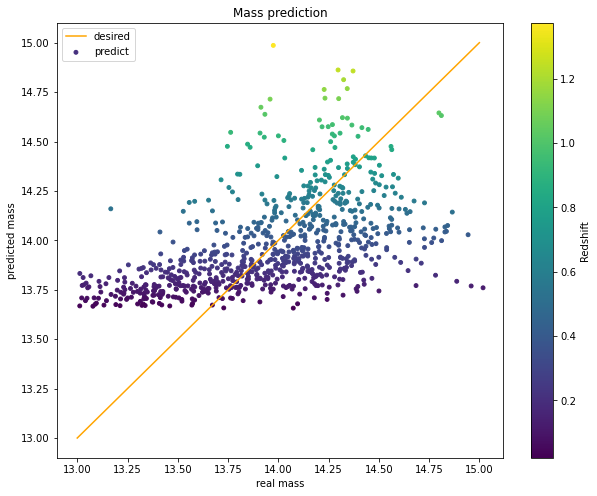 Mass prediction
desired
predict
15.00
14.75
14.50
14.25
14.00
13.75
13.50
13.25
13.00
predicted mass
13.00 13.25 13.50 13.75 14.00 14.25 14.50 14.75 15.00
real mass
1.2
1.0
0.8
0.6
0.4
0.2
Redshift